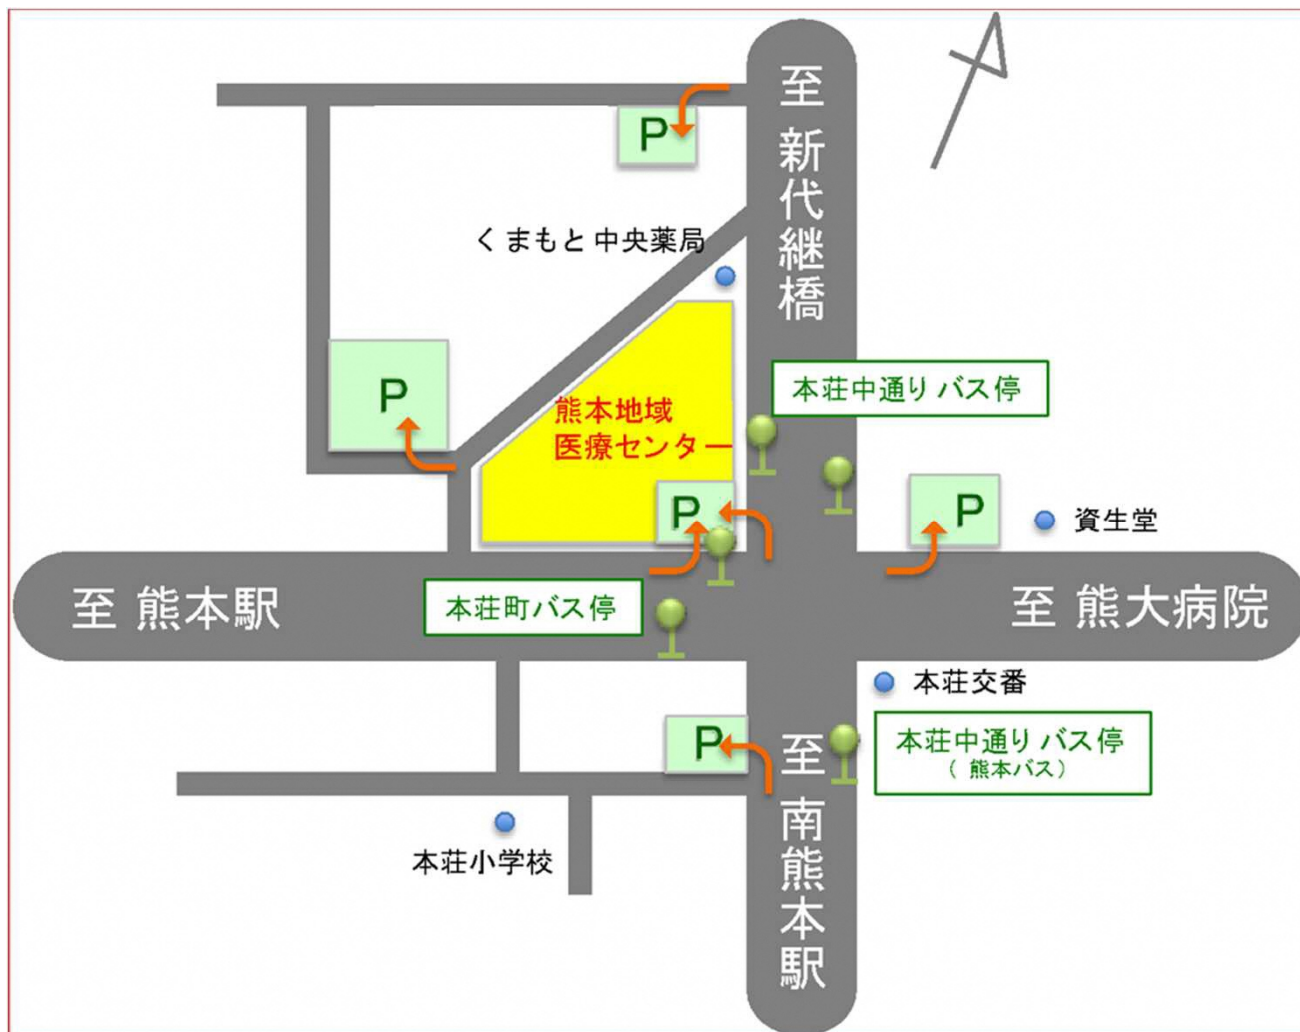 至 新代継橋
P
くまもと中央薬局
P
本荘中通り バス停
熊本地域
医療センター
P
P
資生堂
至 熊本駅
本荘町バス停
至 熊大病院
本荘交番
P
至 南熊本駅
本荘中通り バス停
( 熊本バス)
本荘小学校